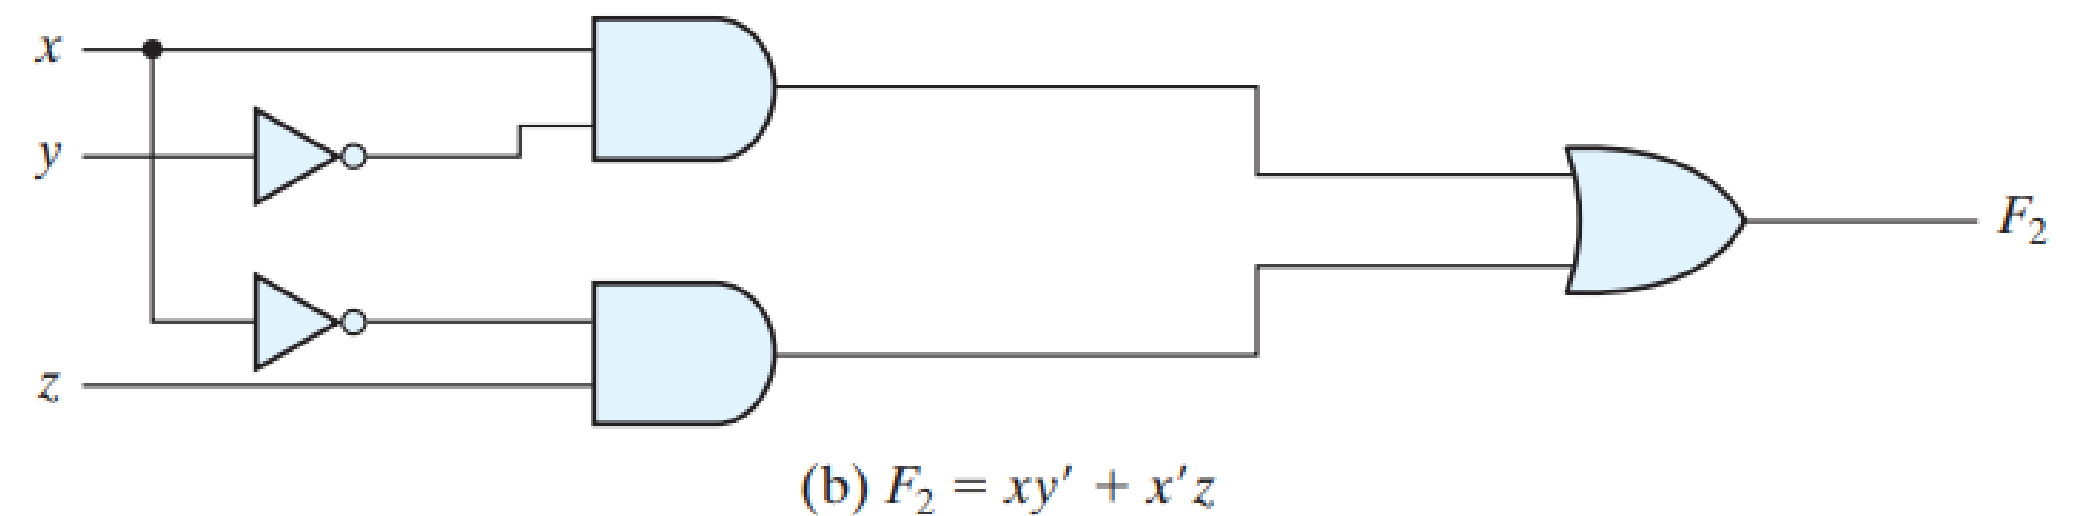 x
y
z
F₂
(b) F₂ = xy′ + x′z